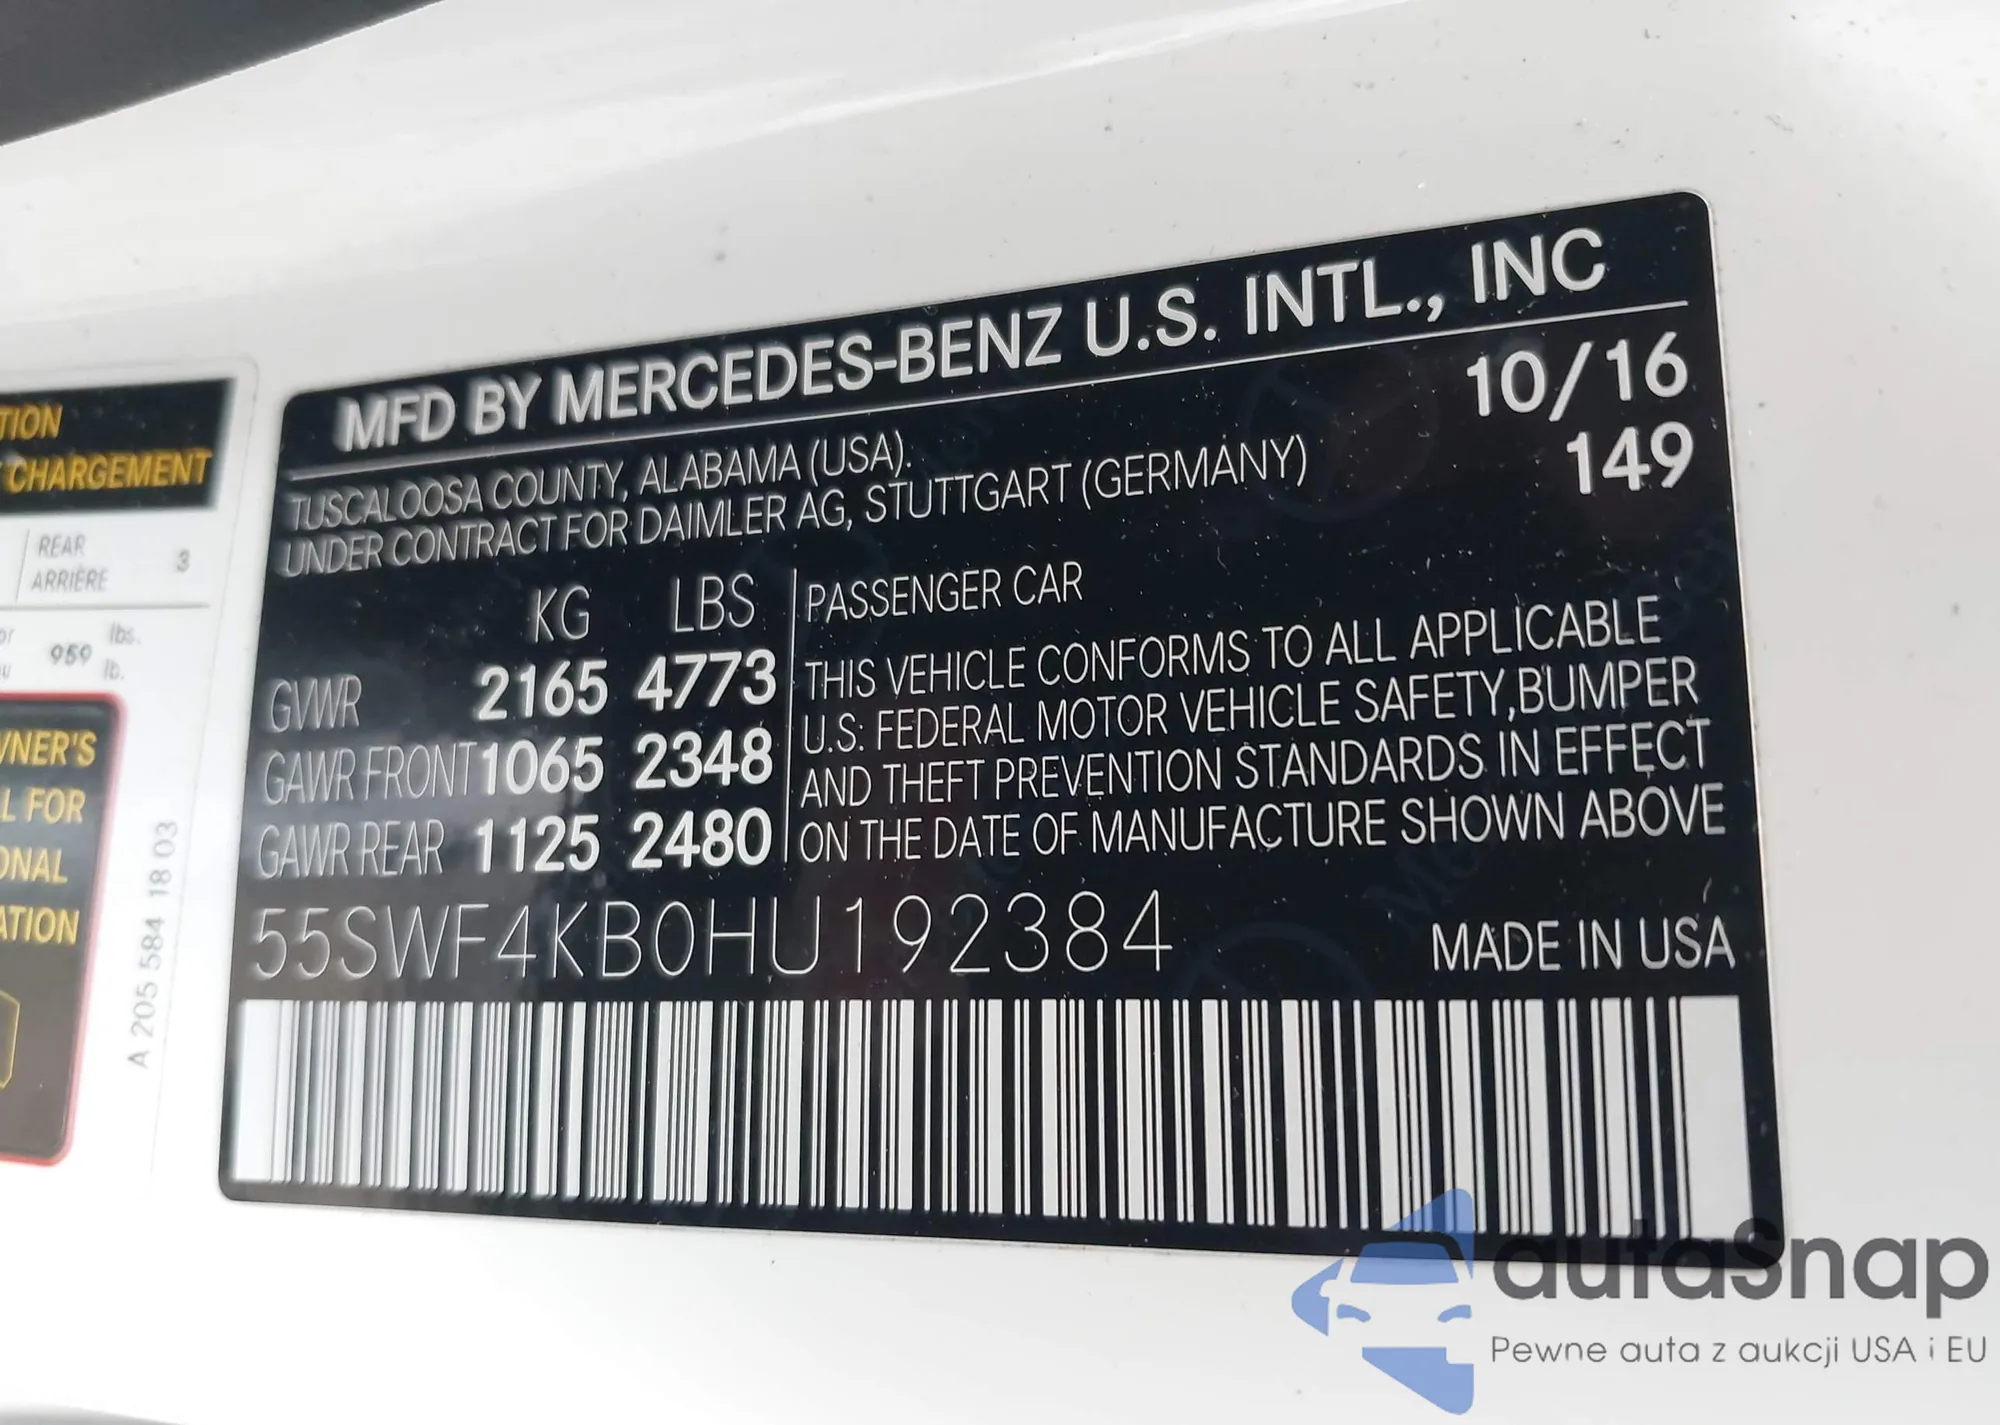 MFD BY MERCEDES-BENZ U.S. INTL., INC
10/16
TUSCALOOSA COUNTY, ALABAMA (USA).
149
UNDER CONTRACT FOR DAIMLER AG, STUTTGART (GERMANY)
KG LBS
GVWR 2165 4773
GAWR FRONT 1065 2348
GAWR REAR 1125 2480
PASSENGER CAR
THIS VEHICLE CONFORMS TO ALL APPLICABLE
U.S. FEDERAL MOTOR VEHICLE SAFETY,BUMPER
AND THEFT PREVENTION STANDARDS IN EFFECT
ON THE DATE OF MANUFACTURE SHOWN ABOVE
55SWF4KB0HU192384
MADE IN USA
CHARGEMENT
REAR 3
ARRIÈRE
959 lbs.
lb.
FOR
A 205 584 18 03
autaSnap
Pewne auta z aukcji USA i EU